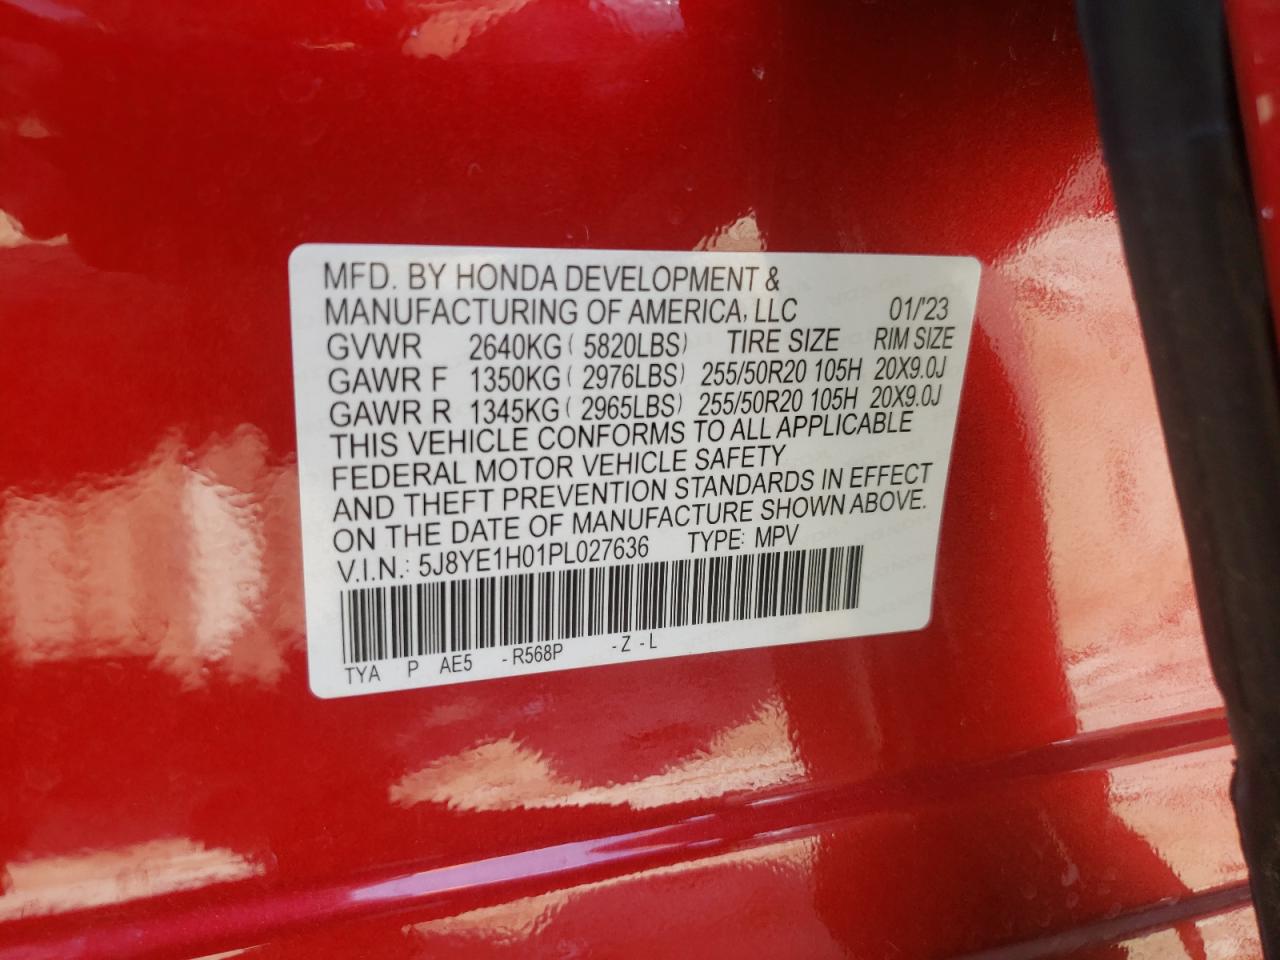 MFD. BY HONDA DEVELOPMENT &
MANUFACTURING OF AMERICA, LLC 01/'23
GVWR 2640KG ( 5820LBS) TIRE SIZE RIM SIZE
GAWR F 1350KG ( 2976LBS) 255/50R20 105H 20X9.0J
GAWR R 1345KG ( 2965LBS) 255/50R20 105H 20X9.0J
THIS VEHICLE CONFORMS TO ALL APPLICABLE
FEDERAL MOTOR VEHICLE SAFETY
AND THEFT PREVENTION STANDARDS IN EFFECT
ON THE DATE OF MANUFACTURE SHOWN ABOVE.
V.I.N.: 5J8YE1H01PL027636 TYPE: MPV
TYA P AE5 - R568P - Z - L